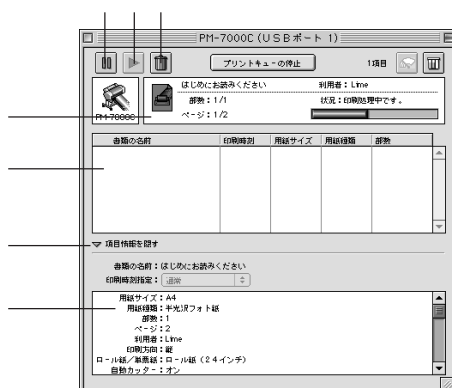 PM-7000C (USBポート 1)
プリントキューの停止
1項目
PM-7000C
はじめにお読みください
利用者：Lime
部数：1/1
状況：印刷処理中です。
ページ：1/2
書類の名前
印刷時刻
用紙サイズ
用紙種類
部数
項目情報を隠す
書類の名前：はじめにお読みください
印刷時刻指定：通常
用紙サイズ：A4
用紙種類：半光沢フォト紙
部数：1
ページ：2
利用者：Lime
印刷方向：縦
ロール紙／単票紙：ロール紙（24インチ）
自動カッター：オン